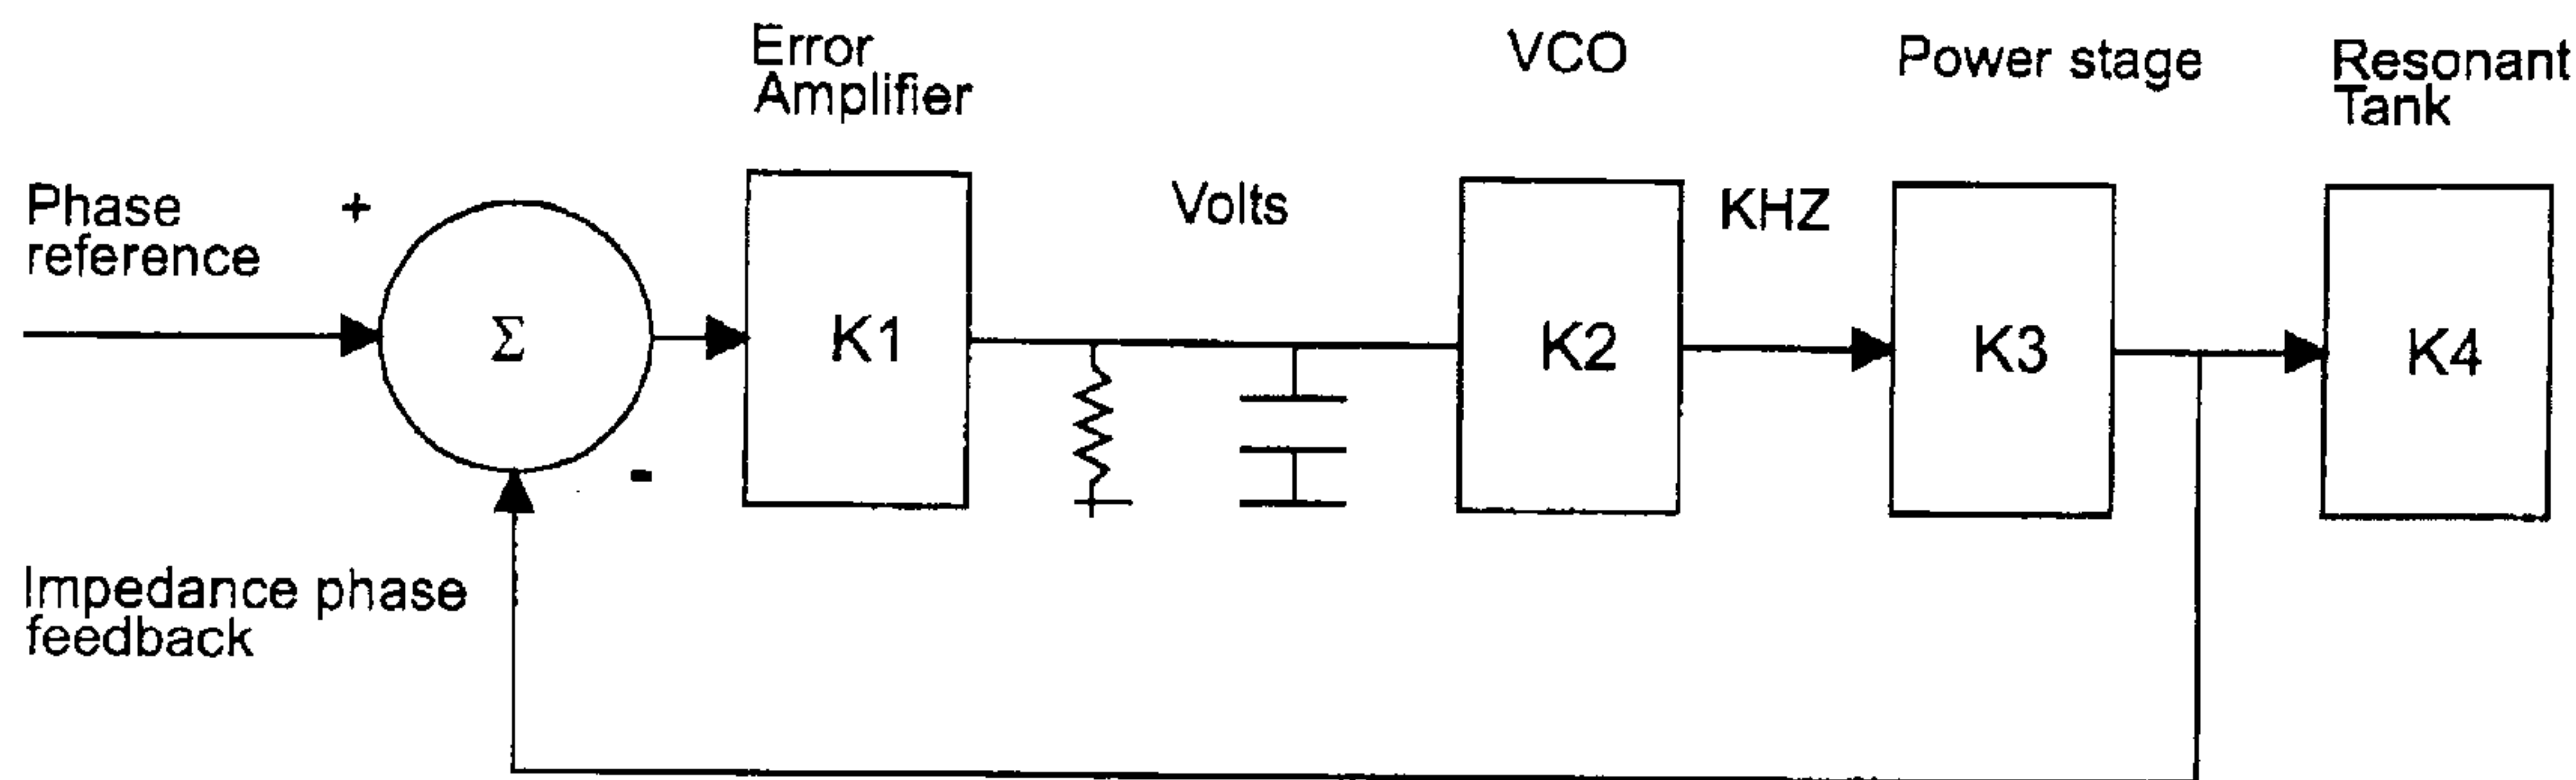 Error
Amplifier
VCO
Power stage
Resonant
Tank
Phase
reference
+
Volts
KHZ
Σ
K1
K2
K3
K4
-
Impedance phase
feedback